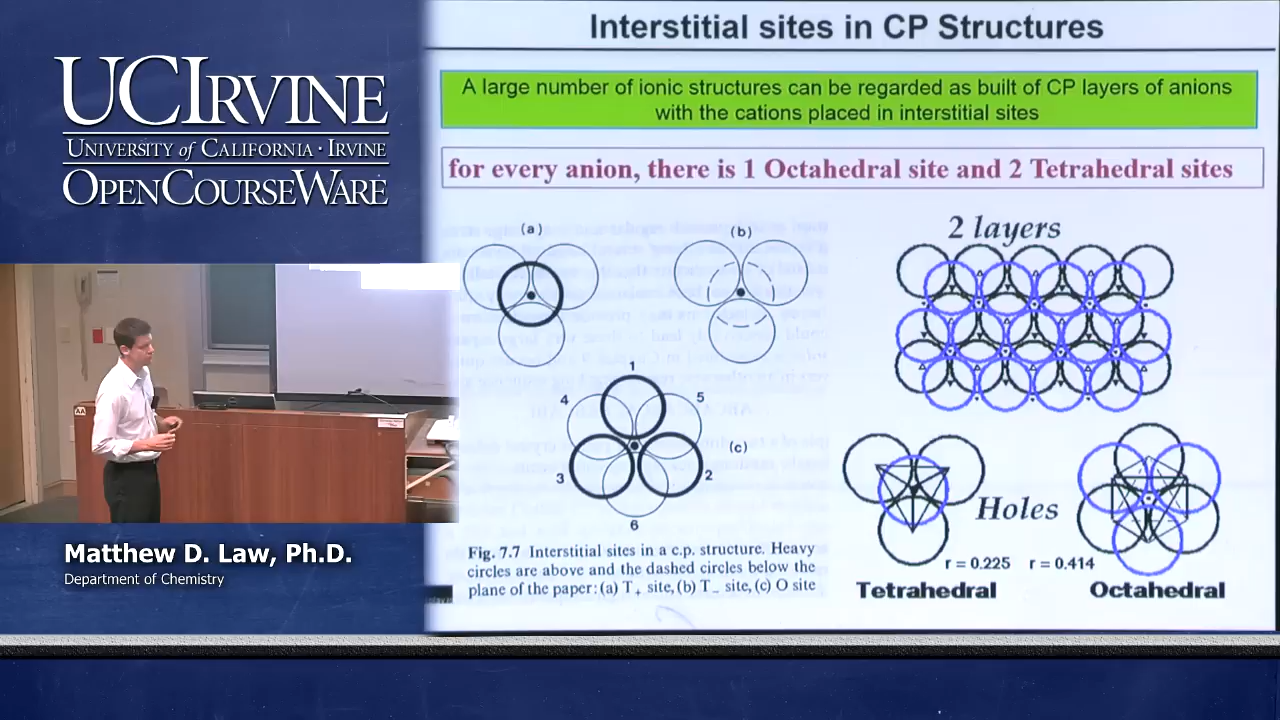 UCIRVINE
UNIVERSITY of CALIFORNIA · IRVINE
OPENCOURSEWARE
Matthew D. Law, Ph.D.
Department of Chemistry
Interstitial sites in CP Structures
A large number of ionic structures can be regarded as built of CP layers of anions
with the cations placed in interstitial sites
for every anion, there is 1 Octahedral site and 2 Tetrahedral sites
(a)
(b)
2 layers
1
4
5
(c)
3
2
6
Holes
r = 0.225
r = 0.414
Tetrahedral
Octahedral
Fig. 7.7 Interstitial sites in a c.p. structure. Heavy
circles are above and the dashed circles below the
plane of the paper: (a) T+ site, (b) T− site, (c) O site